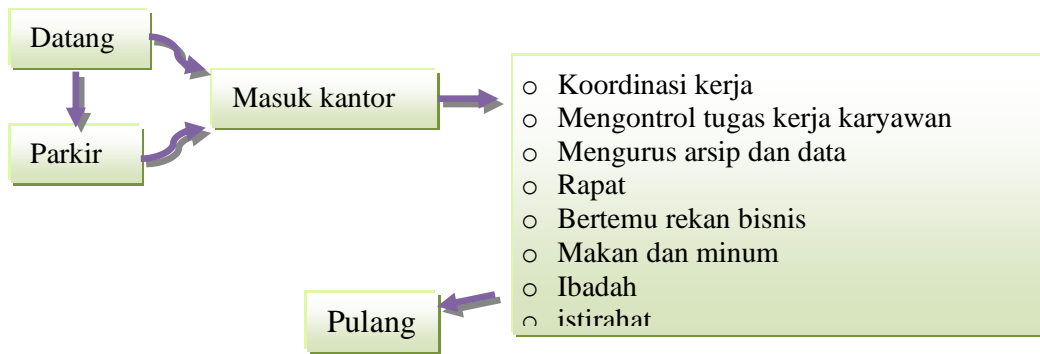 Datang
Parkir
Masuk kantor
o Koordinasi kerja
o Mengontrol tugas kerja karyawan
o Mengurus arsip dan data
o Rapat
o Bertemu rekan bisnis
o Makan dan minum
o Ibadah
o istirahat
Pulang